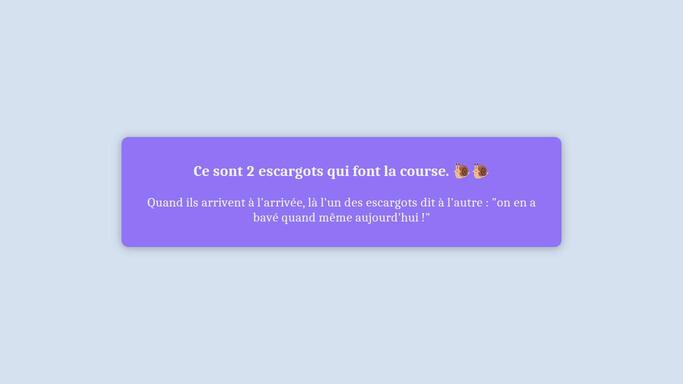 Ce sont 2 escargots qui font la course. 🐌🐌
Quand ils arrivent à l'arrivée, là l'un des escargots dit à l'autre : "on en a
bavé quand même aujourd'hui !"